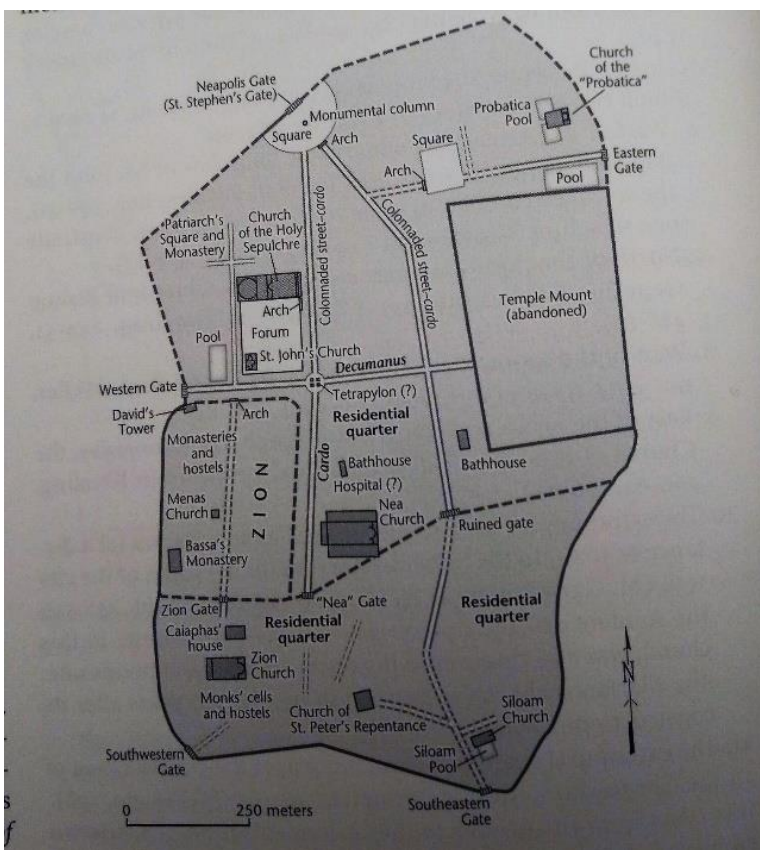 Neapolis Gate
(St. Stephen's Gate)
Monumental column
Square
Arch
Church
of the
"Probatica"
Probatica
Pool
Square
Arch
Eastern
Gate
Pool
Patriarch's
Square and
Monastery
Church
of the Holy
Sepulchre
Colonnaded street–cardo
Colonnaded street–cardo
Temple Mount
(abandoned)
Arch
Forum
Pool
St. John's Church
Decumanus
Western Gate
Tetrapylon (?)
David's
Tower
Arch
Residential
quarter
Monasteries
and
hostels
ZION
Cardo
Bathhouse
Bathhouse
Hospital (?)
Menas
Church
Nea
Church
Ruined gate
Bassa's
Monastery
Zion Gate
"Nea" Gate
Residential
quarter
Residential
quarter
Caiaphas'
house
Zion
Church
Monks' cells
and hostels
Church of
St. Peter's Repentance
Siloam
Church
Siloam
Pool
Southwestern
Gate
Southeastern
Gate
N
0 250 meters
s
of